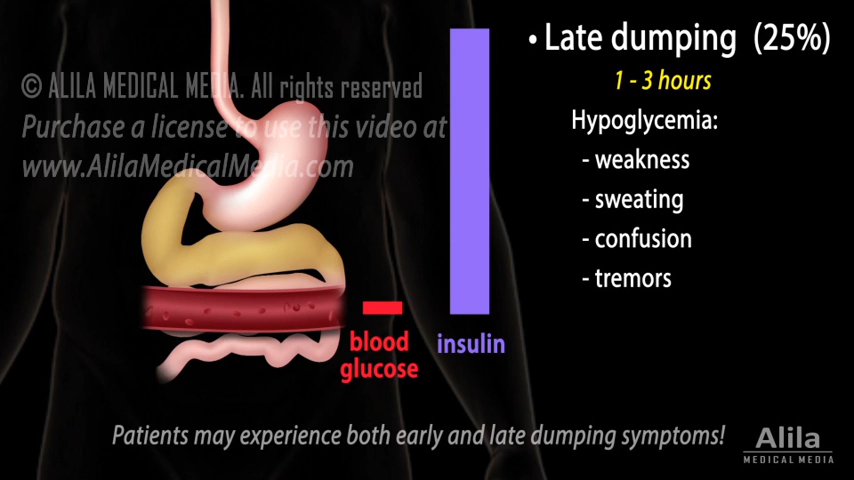 • Late dumping (25%)
1 - 3 hours
Hypoglycemia:
- weakness
- sweating
- confusion
- tremors
© ALILA MEDICAL MEDIA. All rights reserved
Purchase a license to use this video at
www.AlilaMedicalMedia.com
blood
glucose
insulin
Patients may experience both early and late dumping symptoms!
Alila
MEDICAL MEDIA